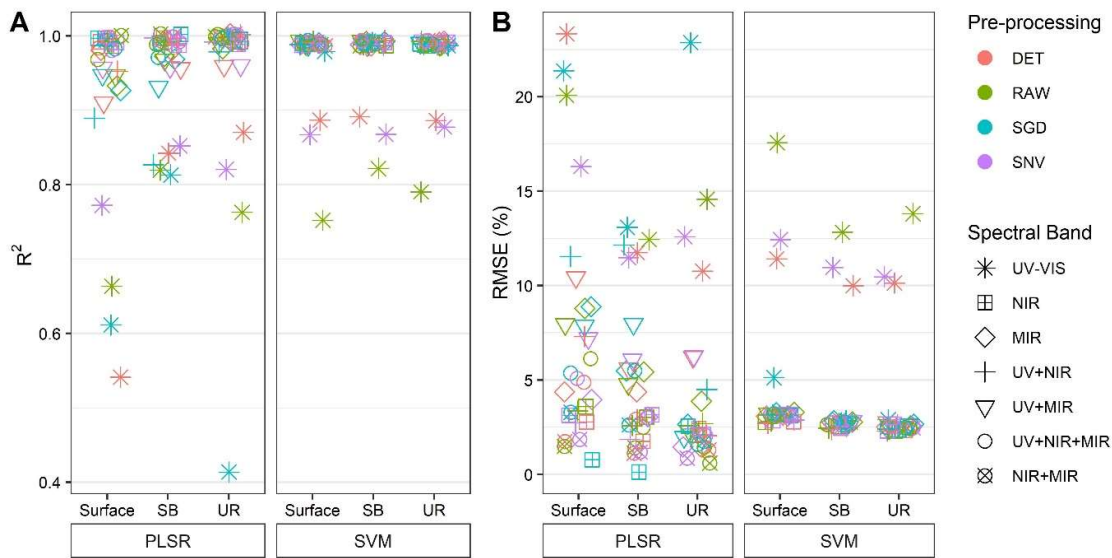 A
R²
1.0
0.8
0.6
0.4
Surface SB UR Surface SB UR
PLSR SVM
B
RMSE (%)
20
15
10
5
0
Surface SB UR Surface SB UR
PLSR SVM
Pre-processing
DET
RAW
SGD
SNV
Spectral Band
UV-VIS
NIR
MIR
UV+NIR
UV+MIR
UV+NIR+MIR
NIR+MIR